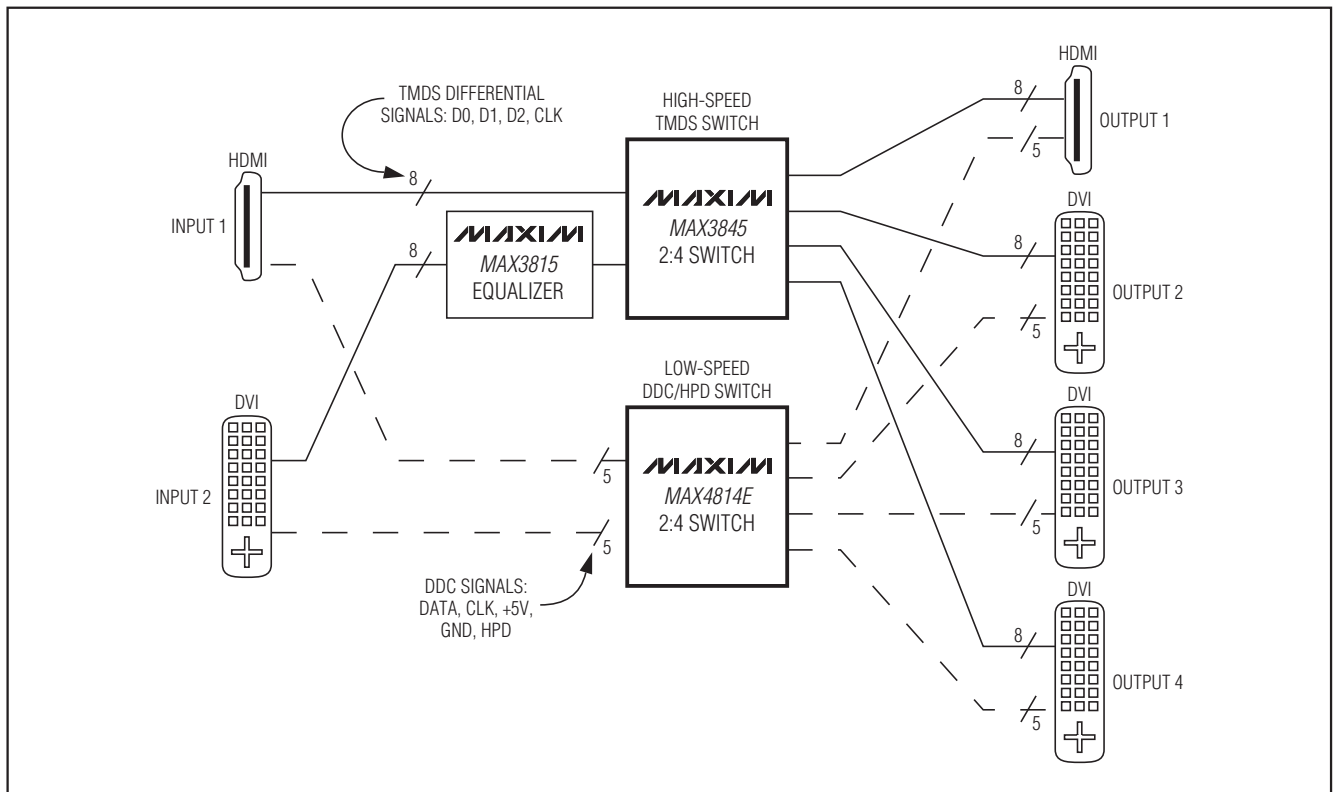 HDMI
8
OUTPUT 1
5
TMDS DIFFERENTIAL
SIGNALS: D0, D1, D2, CLK
HIGH-SPEED
TMDS SWITCH
HDMI
INPUT 1
8
MAXIM
MAX3845
2:4 SWITCH
8
MAXIM
MAX3815
EQUALIZER
DVI
8
OUTPUT 2
5
LOW-SPEED
DDC/HPD SWITCH
DVI
INPUT 2
5
5
MAXIM
MAX4814E
2:4 SWITCH
DVI
8
OUTPUT 3
5
DDC SIGNALS:
DATA, CLK, +5V,
GND, HPD
DVI
8
OUTPUT 4
5